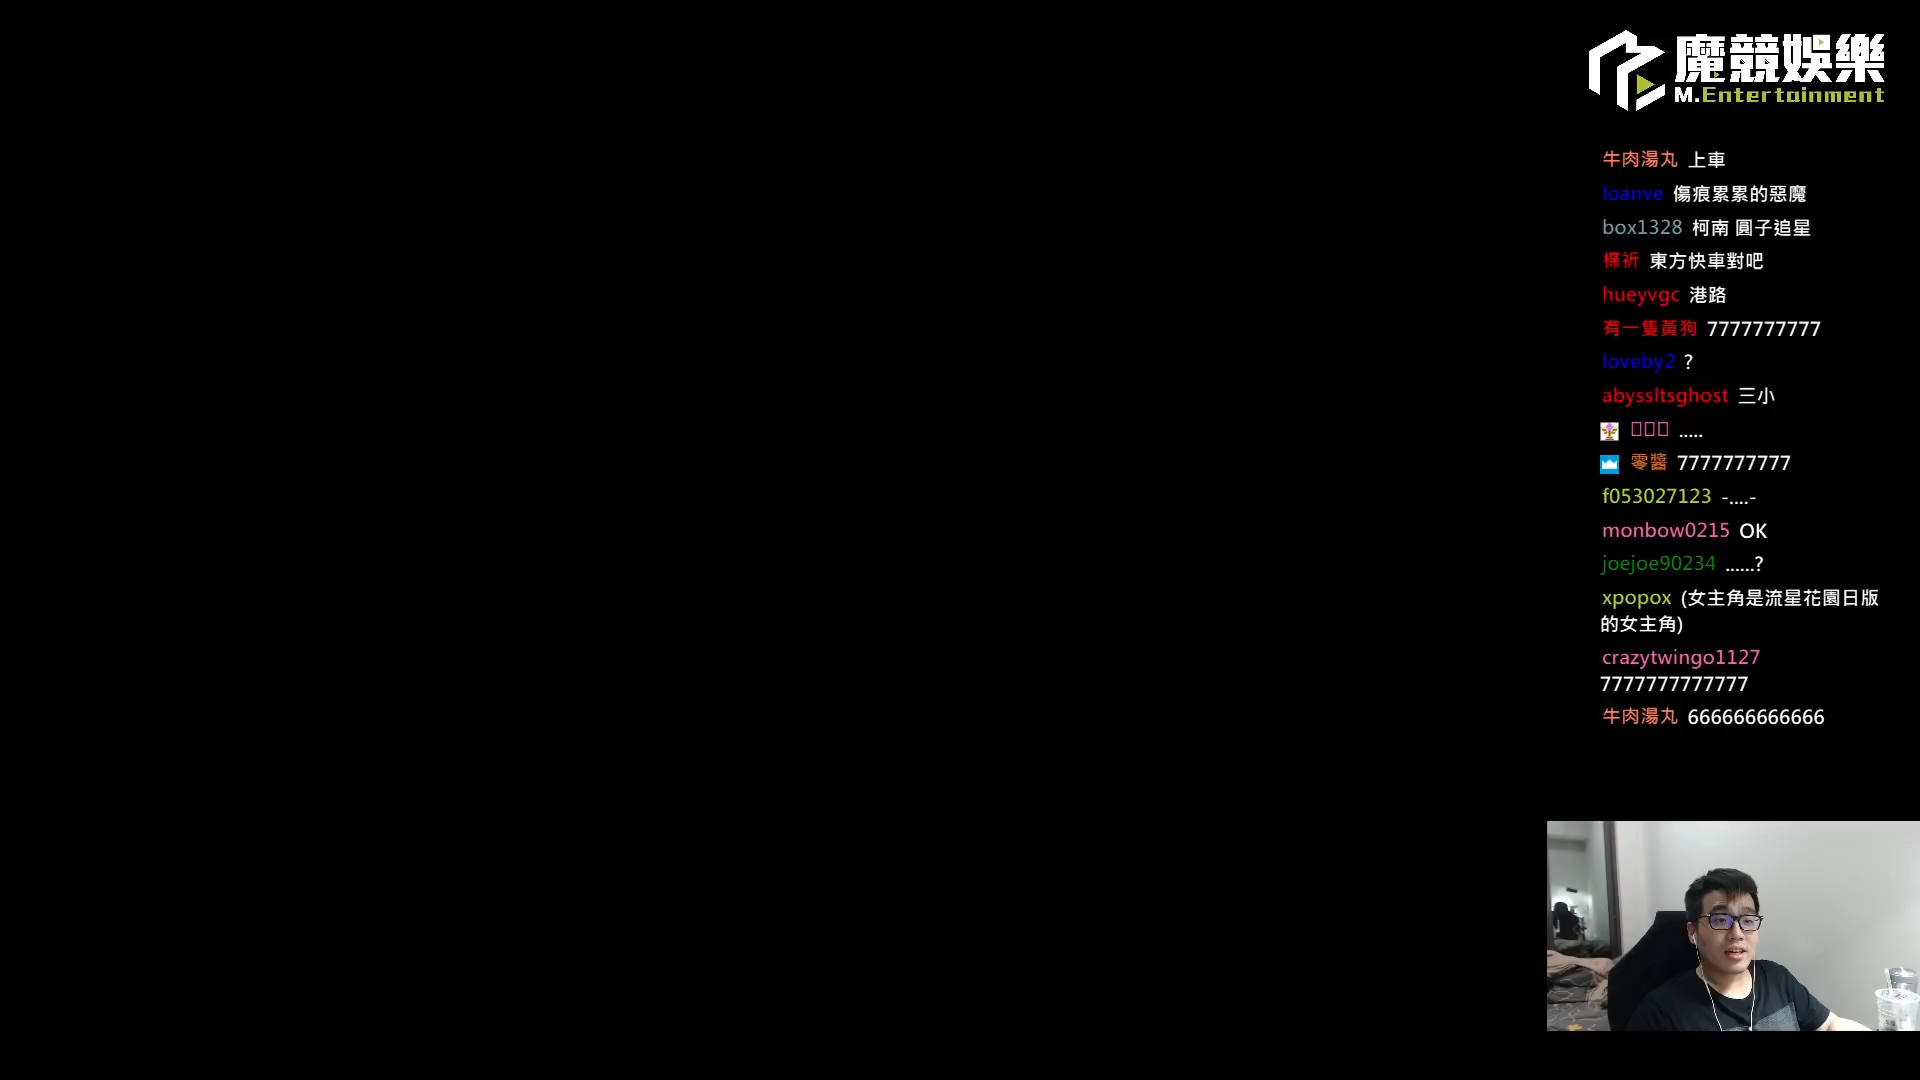 魔競娛樂
M.Entertainment
牛肉湯丸 上車
loanve 傷痕累累的惡魔
box1328 柯南 圓子追星
惵祈 東方快車對吧
hueyvgc 港路
有一隻黃狗 7777777777
loveby2 ?
abyssltsghost 三小
.....
零醬 7777777777
f053027123 -....-
monbow0215 OK
joejoe90234 ......?
xpopox (女主角是流星花園日版
的女主角)
crazytwingo1127
7777777777777
牛肉湯丸 666666666666